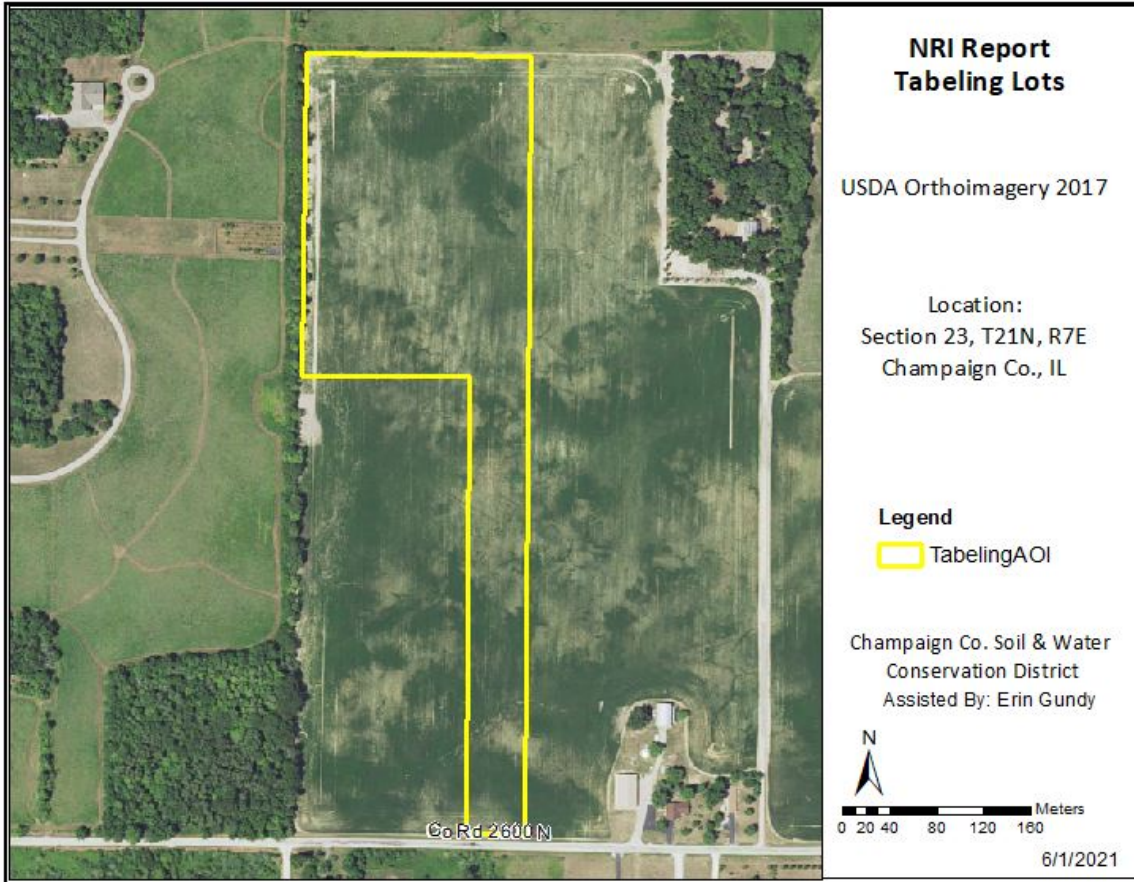 NRI Report
Tabeling Lots
USDA Orthoimagery 2017
Location:
Section 23, T21N, R7E
Champaign Co., IL
Legend
TabelingAOI
Champaign Co. Soil & Water
Conservation District
Assisted By: Erin Gundy
N
Meters
0 20 40 80 120 160
6/1/2021
Co Rd 2600 N